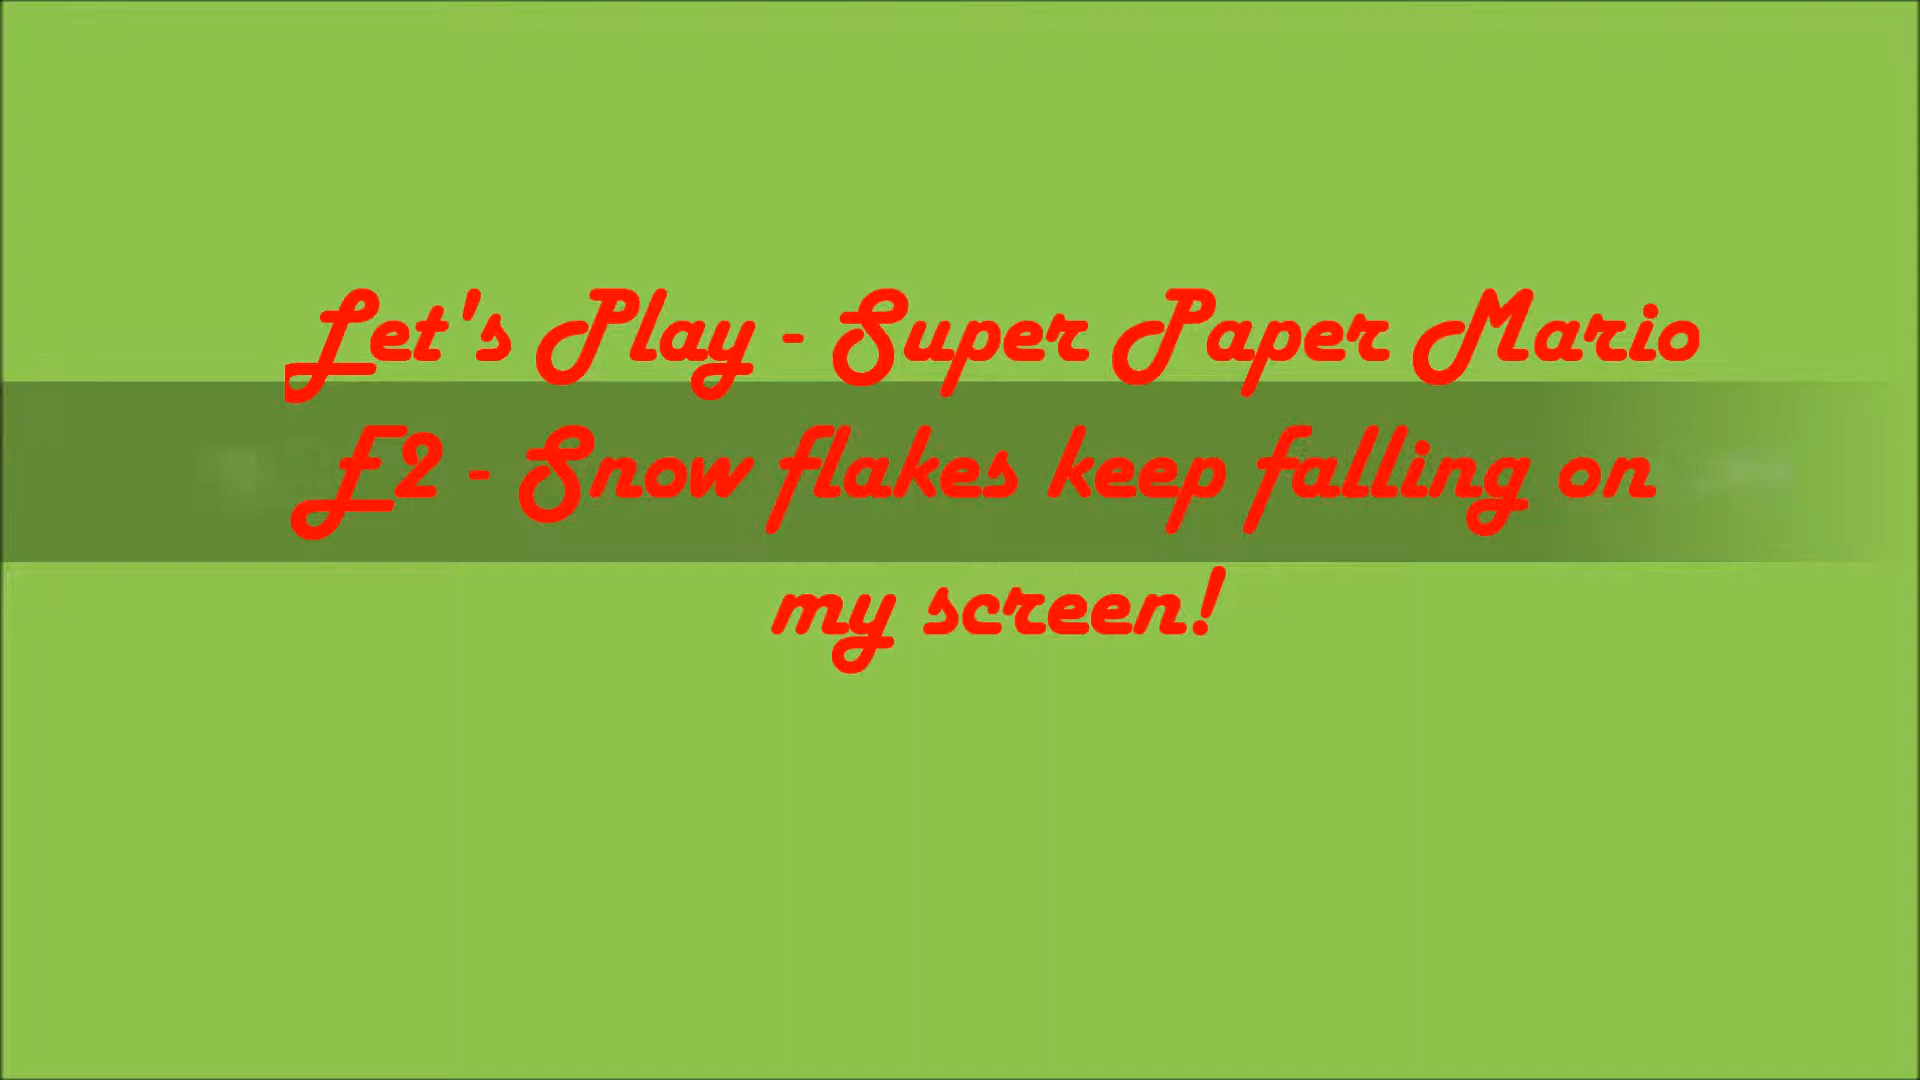 Let's Play - Super Paper Mario
E2 - Snow flakes keep falling on
my screen!